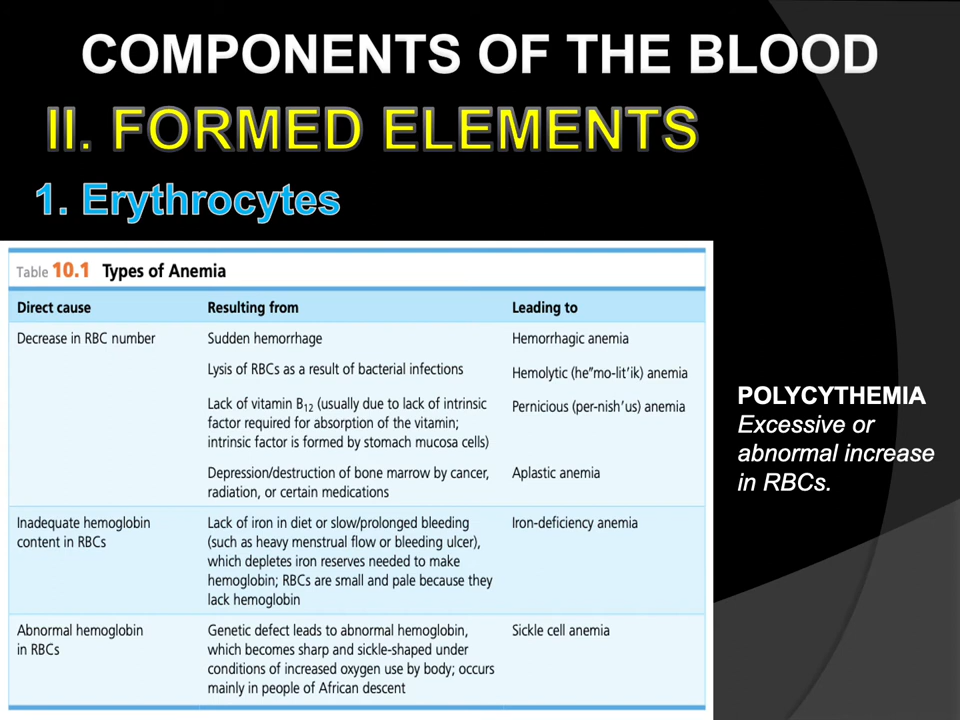 COMPONENTS OF THE BLOOD
II. FORMED ELEMENTS
1. Erythrocytes
Table 10.1 Types of Anemia
Direct cause Resulting from Leading to
Decrease in RBC number Sudden hemorrhage Hemorrhagic anemia
Lysis of RBCs as a result of bacterial infections Hemolytic (he″mo-lit′ik) anemia
Lack of vitamin B12 (usually due to lack of intrinsic Pernicious (per-nish′us) anemia
factor required for absorption of the vitamin;
intrinsic factor is formed by stomach mucosa cells)
Depression/destruction of bone marrow by cancer, Aplastic anemia
radiation, or certain medications
Inadequate hemoglobin Lack of iron in diet or slow/prolonged bleeding Iron-deficiency anemia
content in RBCs (such as heavy menstrual flow or bleeding ulcer),
which depletes iron reserves needed to make
hemoglobin; RBCs are small and pale because they
lack hemoglobin
Abnormal hemoglobin Genetic defect leads to abnormal hemoglobin, Sickle cell anemia
in RBCs which becomes sharp and sickle-shaped under
conditions of increased oxygen use by body; occurs
mainly in people of African descent
POLYCYTHEMIA
Excessive or
abnormal increase
in RBCs.